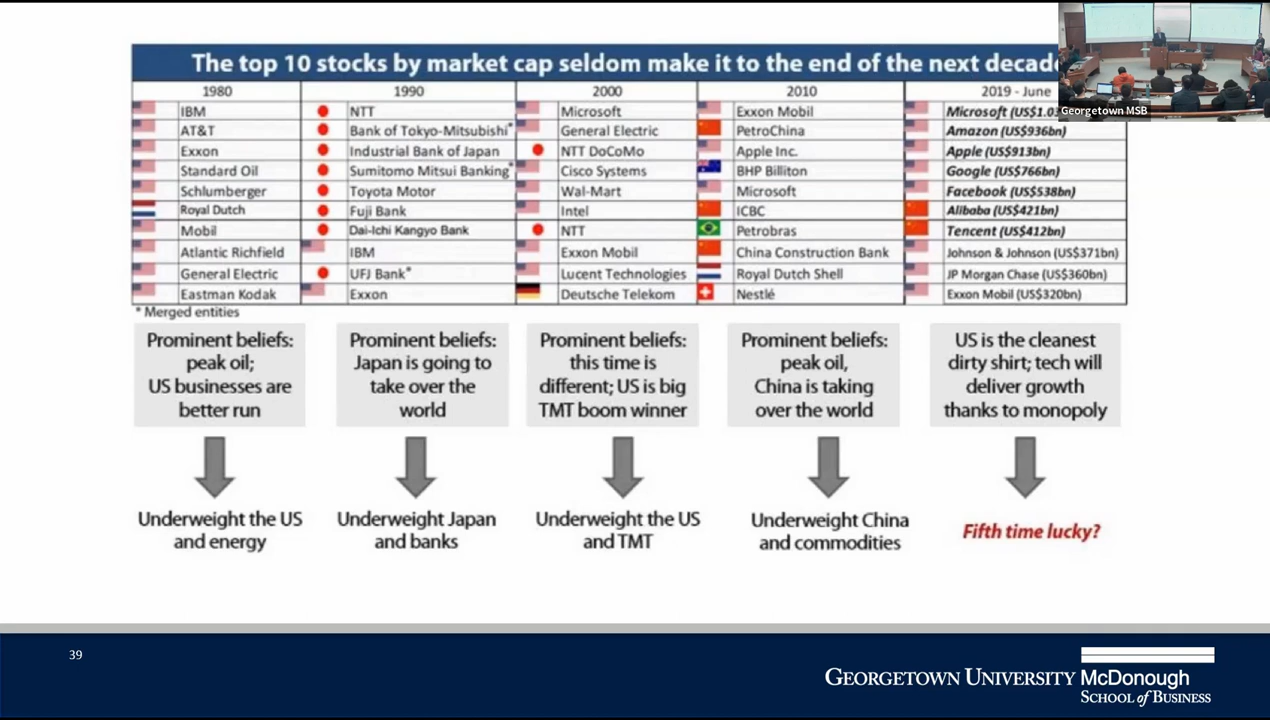 The top 10 stocks by market cap seldom make it to the end of the next decad
1980 1990 2000 2010 2019 - June
IBM NTT Microsoft Exxon Mobil Microsoft (US$1.0
AT&T Bank of Tokyo-Mitsubishi* General Electric PetroChina Amazon (US$936bn)
Exxon Industrial Bank of Japan NTT DoCoMo Apple Inc. Apple (US$913bn)
Standard Oil Sumitomo Mitsui Banking* Cisco Systems BHP Billiton Google (US$766bn)
Schlumberger Toyota Motor Wal-Mart Microsoft Facebook (US$538bn)
Royal Dutch Fuji Bank Intel ICBC Alibaba (US$421bn)
Mobil Dai-Ichi Kangyo Bank NTT Petrobras Tencent (US$412bn)
Atlantic Richfield IBM Exxon Mobil China Construction Bank Johnson & Johnson (US$371bn)
General Electric UFJ Bank* Lucent Technologies Royal Dutch Shell JP Morgan Chase (US$360bn)
Eastman Kodak Exxon Deutsche Telekom Nestlé Exxon Mobil (US$320bn)
* Merged entities
Prominent beliefs:
peak oil;
US businesses are
better run
Prominent beliefs:
Japan is going to
take over the
world
Prominent beliefs:
this time is
different; US is big
TMT boom winner
Prominent beliefs:
peak oil,
China is taking
over the world
US is the cleanest
dirty shirt; tech will
deliver growth
thanks to monopoly
Underweight the US
and energy
Underweight Japan
and banks
Underweight the US
and TMT
Underweight China
and commodities
Fifth time lucky?
Georgetown MSB
39
GEORGETOWN UNIVERSITY
McDonough
SCHOOL of BUSINESS